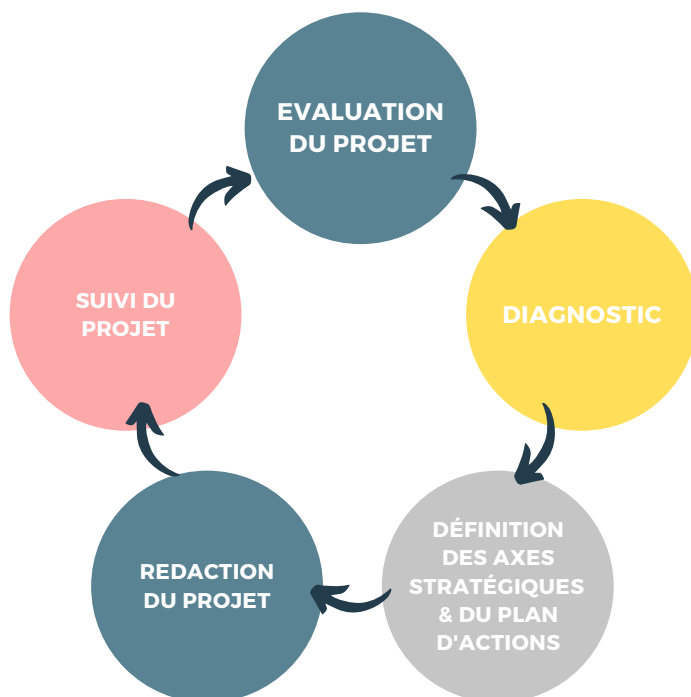 EVALUATION
DU PROJET
DIAGNOSTIC
DÉFINITION
DES AXES
STRATÉGIQUES
& DU PLAN
D'ACTIONS
REDACTION
DU PROJET
SUIVI DU
PROJET